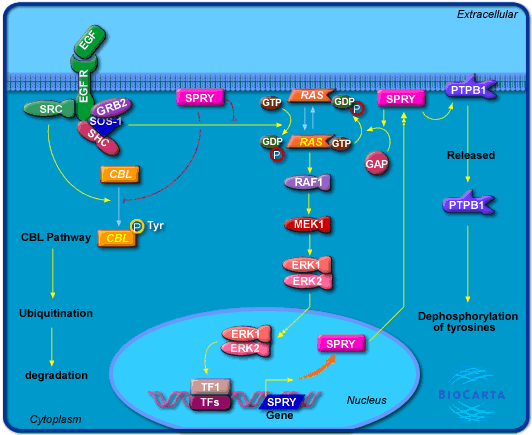 Extracellular
EGF
EGF R
SRC
GRB2
SOS-1
SHC
SPRY
GTP
RAS
GDP
P
SPRY
PTPB1
GDP
P
RAS
GTP
GAP
Released
CBL
RAF1
PTPB1
CBL
P
Tyr
MEK1
CBL Pathway
ERK1
ERK2
Ubiquitination
Dephosphorylation
of tyrosines
ERK1
ERK2
SPRY
degradation
TF1
TFs
SPRY
Gene
Nucleus
Cytoplasm
BIOCARTA